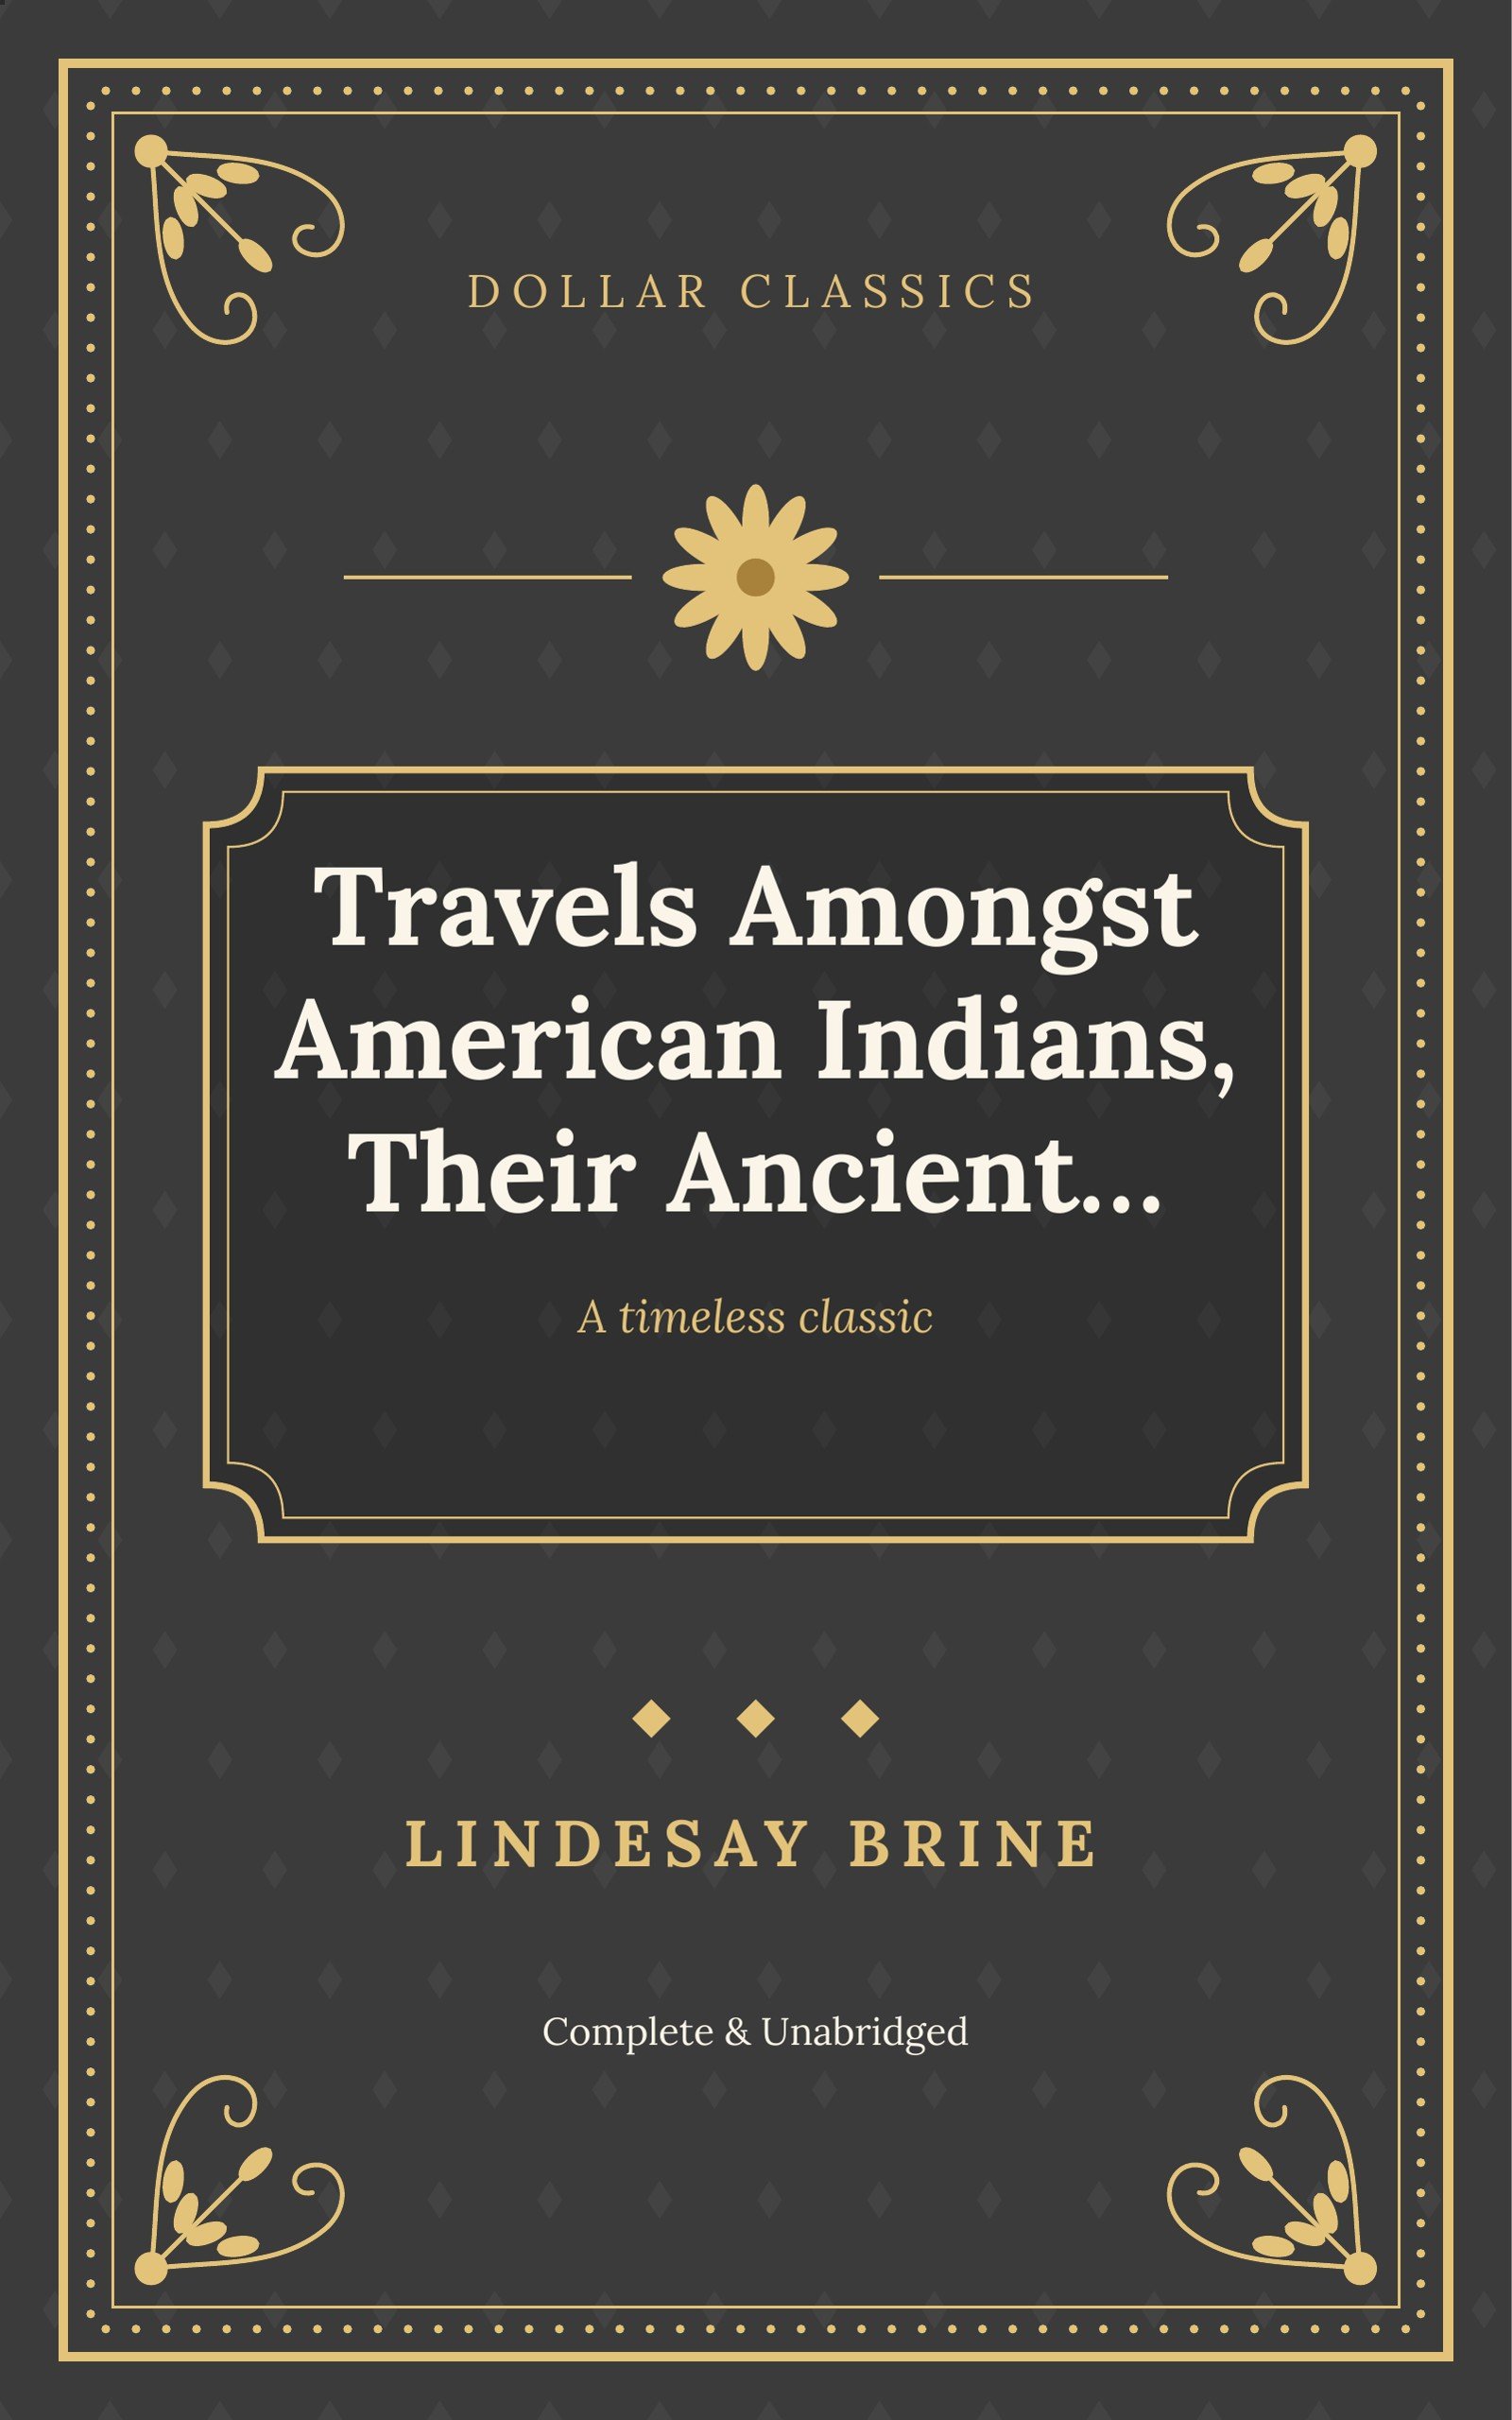 DOLLAR CLASSICS
Travels Amongst
American Indians,
Their Ancient...
A timeless classic
LINDESAY BRINE
Complete & Unabridged